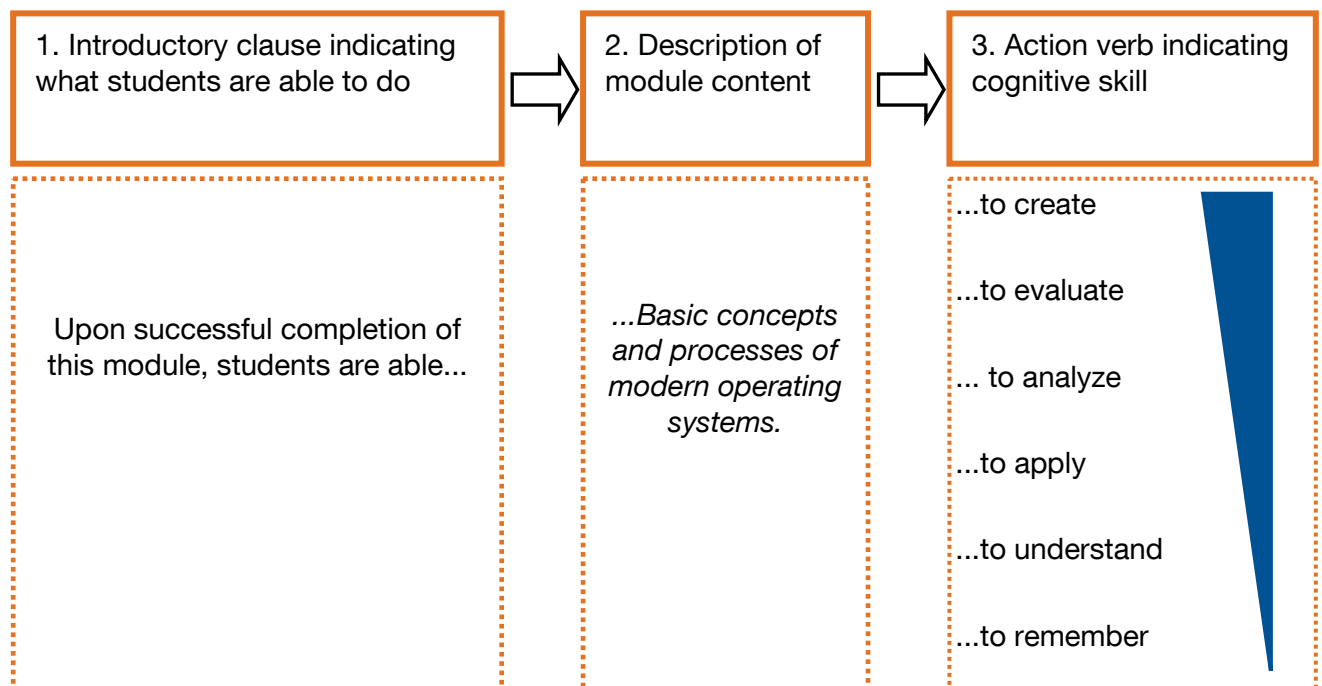 1. Introductory clause indicating
what students are able to do
2. Description of
module content
3. Action verb indicating
cognitive skill
Upon successful completion of
this module, students are able...
...Basic concepts
and processes of
modern operating
systems.
...to create
...to evaluate
... to analyze
...to apply
...to understand
...to remember